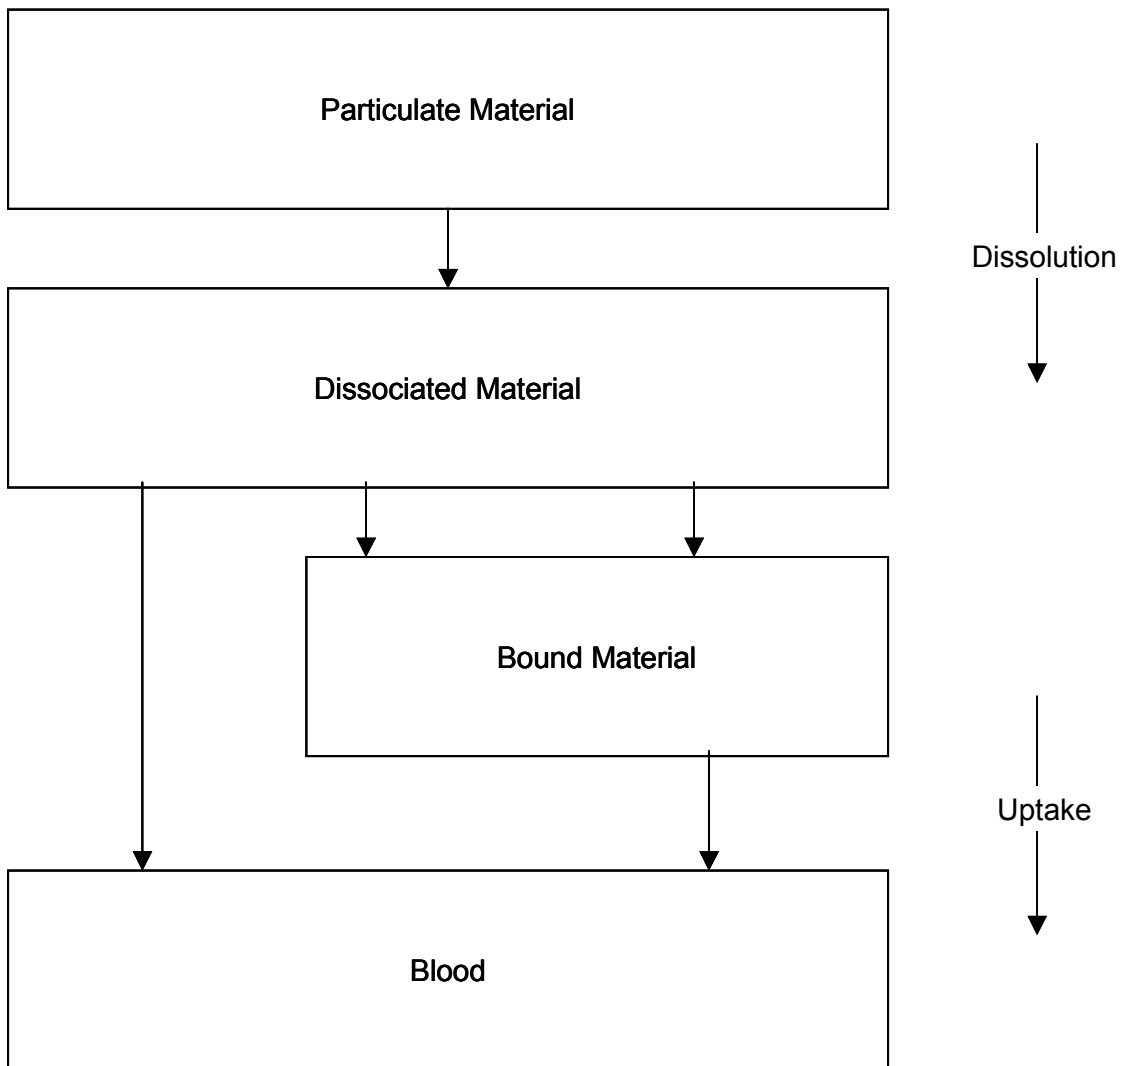 Particulate Material
Dissolution
Dissociated Material
Bound Material
Uptake
Blood